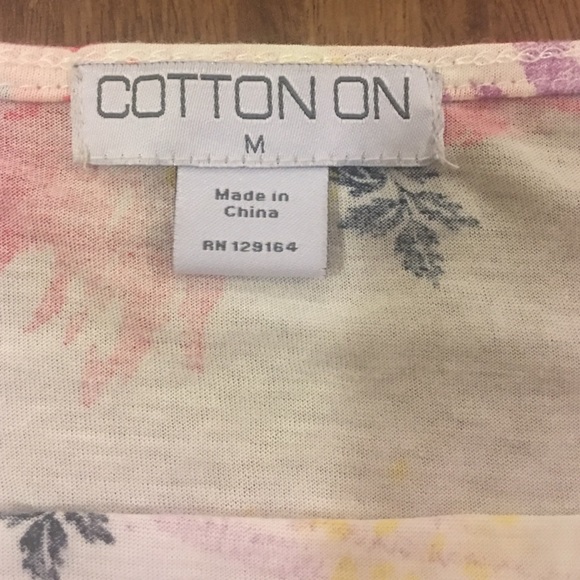 COTTON ON
M
Made in
China
RN 129164